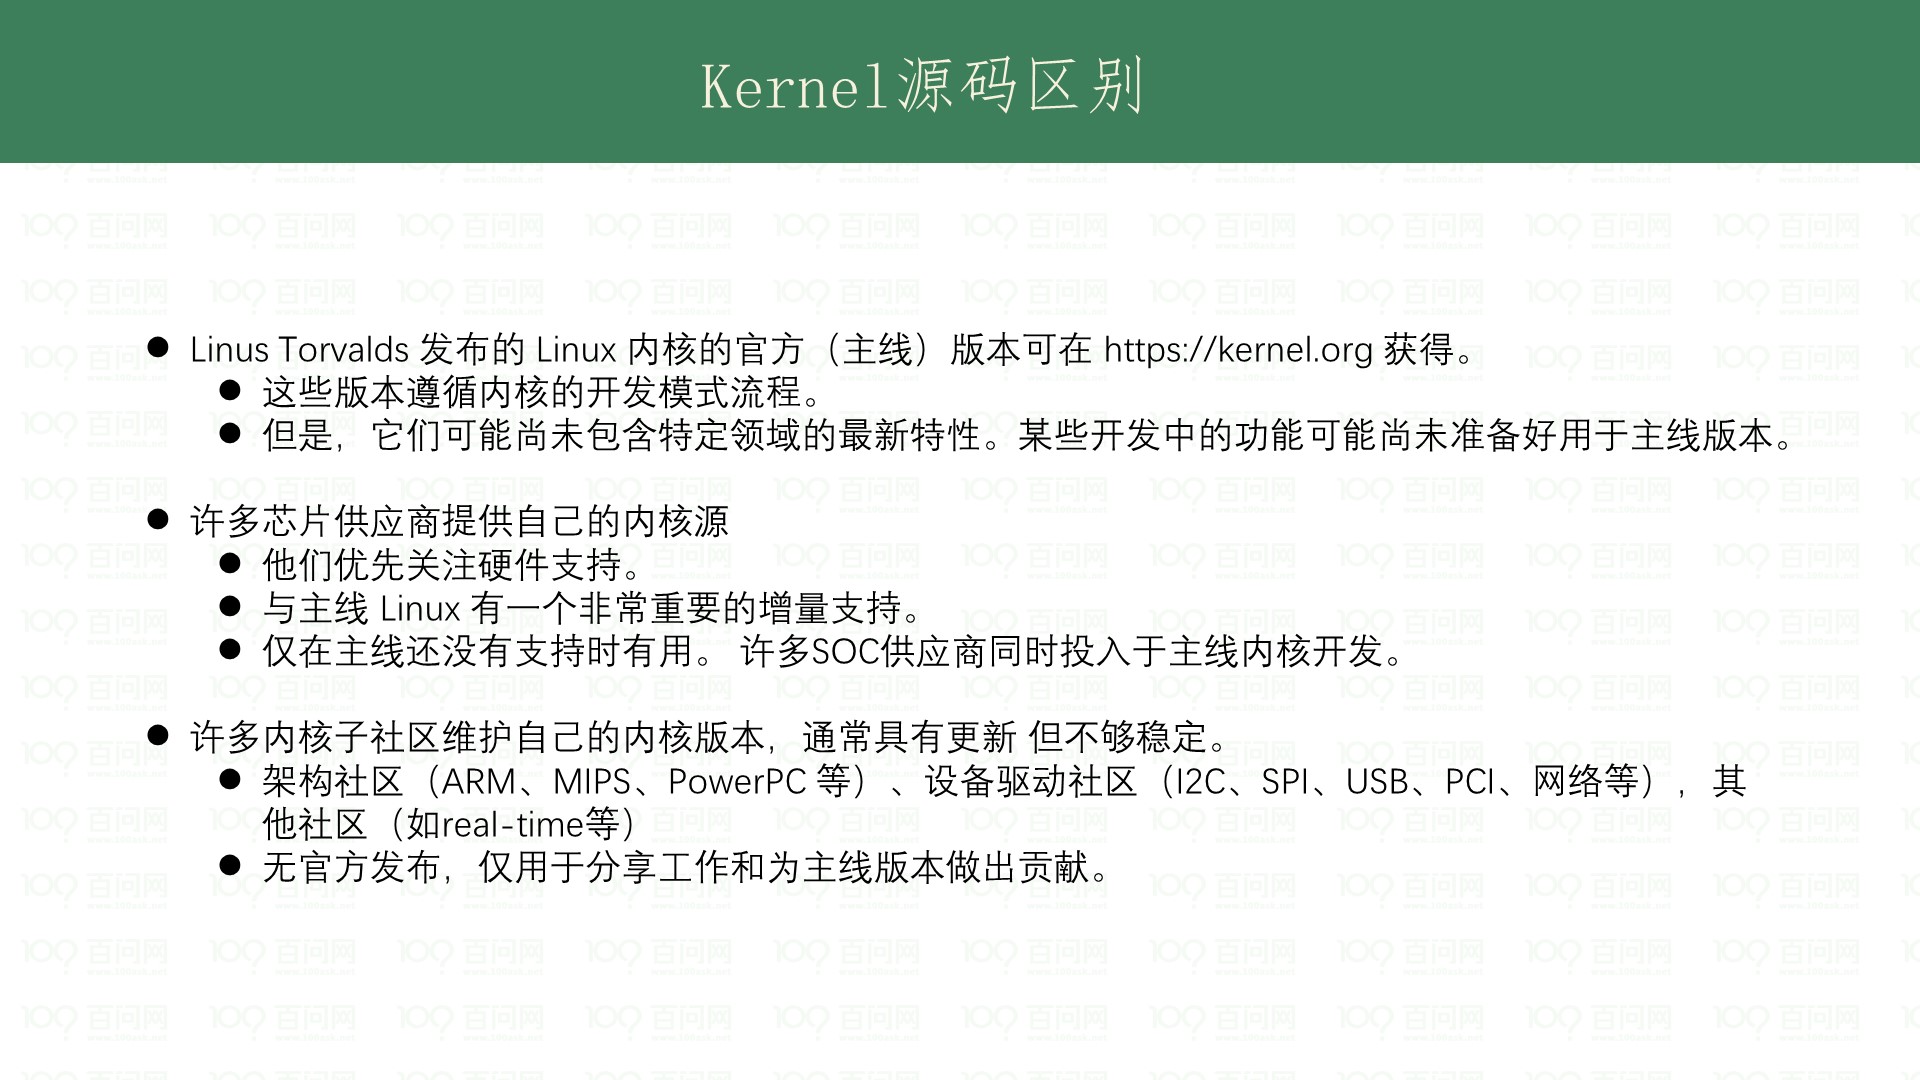 Kernel源码区别
Linus Torvalds 发布的 Linux 内核的官方（主线）版本可在 https://kernel.org 获得。
这些版本遵循内核的开发模式流程。
但是，它们可能尚未包含特定领域的最新特性。某些开发中的功能可能尚未准备好用于主线版本。
许多芯片供应商提供自己的内核源
他们优先关注硬件支持。
与主线 Linux 有一个非常重要的增量支持。
仅在主线还没有支持时有用。 许多SOC供应商同时投入于主线内核开发。
许多内核子社区维护自己的内核版本，通常具有更新 但不够稳定。
架构社区（ARM、MIPS、PowerPC 等）、设备驱动社区（I2C、SPI、USB、PCI、网络等），其
他社区（如real-time等）
无官方发布，仅用于分享工作和为主线版本做出贡献。